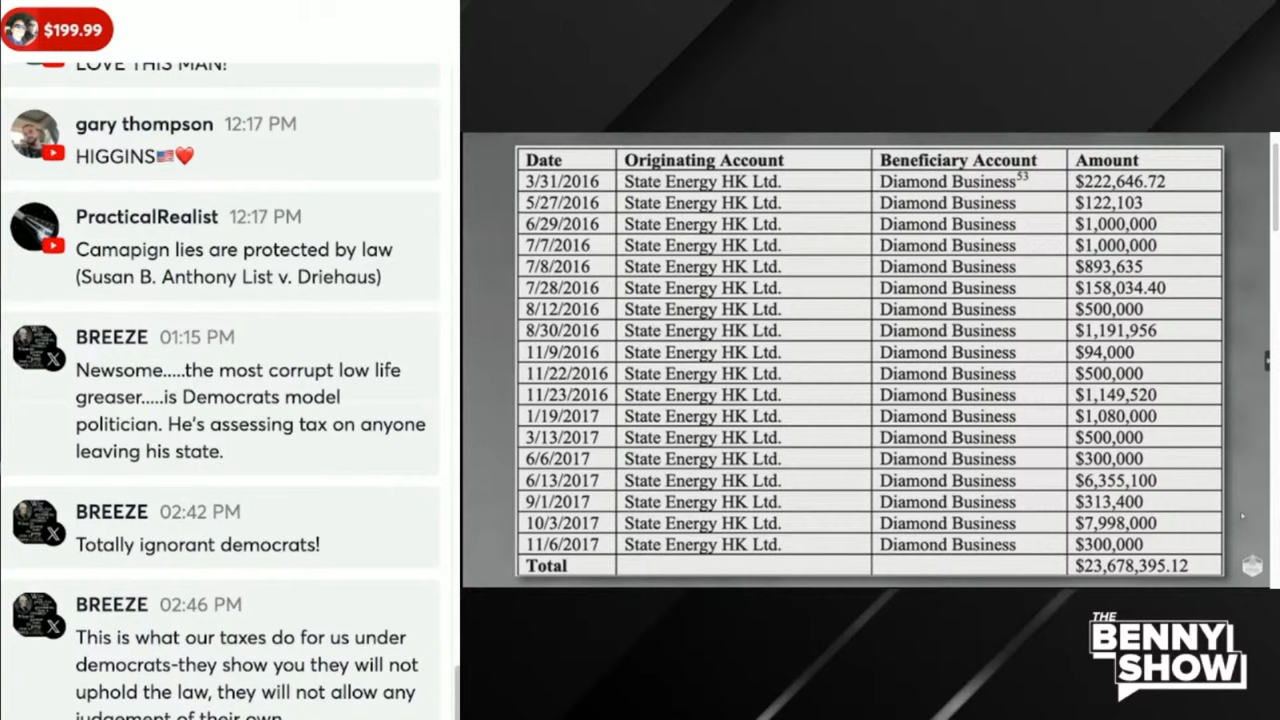 $199.99
LOVE THIS MAN!
gary thompson 12:17 PM
HIGGINS🇺🇸❤️
PracticalRealist 12:17 PM
Camapign lies are protected by law
(Susan B. Anthony List v. Driehaus)
BREEZE 01:15 PM
Newsome.....the most corrupt low life
greaser.....is Democrats model
politician. He's assessing tax on anyone
leaving his state.
BREEZE 02:42 PM
Totally ignorant democrats!
BREEZE 02:46 PM
This is what our taxes do for us under
democrats-they show you they will not
uphold the law, they will not allow any
judgement of their own
Date Originating Account Beneficiary Account Amount
3/31/2016 State Energy HK Ltd. Diamond Business53 $222,646.72
5/27/2016 State Energy HK Ltd. Diamond Business $122,103
6/29/2016 State Energy HK Ltd. Diamond Business $1,000,000
7/7/2016 State Energy HK Ltd. Diamond Business $1,000,000
7/8/2016 State Energy HK Ltd. Diamond Business $893,635
7/28/2016 State Energy HK Ltd. Diamond Business $158,034.40
8/12/2016 State Energy HK Ltd. Diamond Business $500,000
8/30/2016 State Energy HK Ltd. Diamond Business $1,191,956
11/9/2016 State Energy HK Ltd. Diamond Business $94,000
11/22/2016 State Energy HK Ltd. Diamond Business $500,000
11/23/2016 State Energy HK Ltd. Diamond Business $1,149,520
1/19/2017 State Energy HK Ltd. Diamond Business $1,080,000
3/13/2017 State Energy HK Ltd. Diamond Business $500,000
6/6/2017 State Energy HK Ltd. Diamond Business $300,000
6/13/2017 State Energy HK Ltd. Diamond Business $6,355,100
9/1/2017 State Energy HK Ltd. Diamond Business $313,400
10/3/2017 State Energy HK Ltd. Diamond Business $7,998,000
11/6/2017 State Energy HK Ltd. Diamond Business $300,000
Total $23,678,395.12
THE
BENNY
SHOW